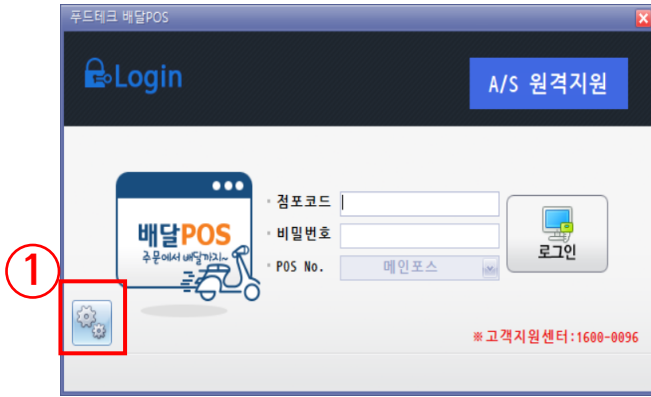 푸드테크 배달POS
Login
A/S 원격지원
점포코드
배달POS
주문에서 배달까지~
비밀번호
로그인
POS No. 메인포스
①
※고객지원센터:1600-0096